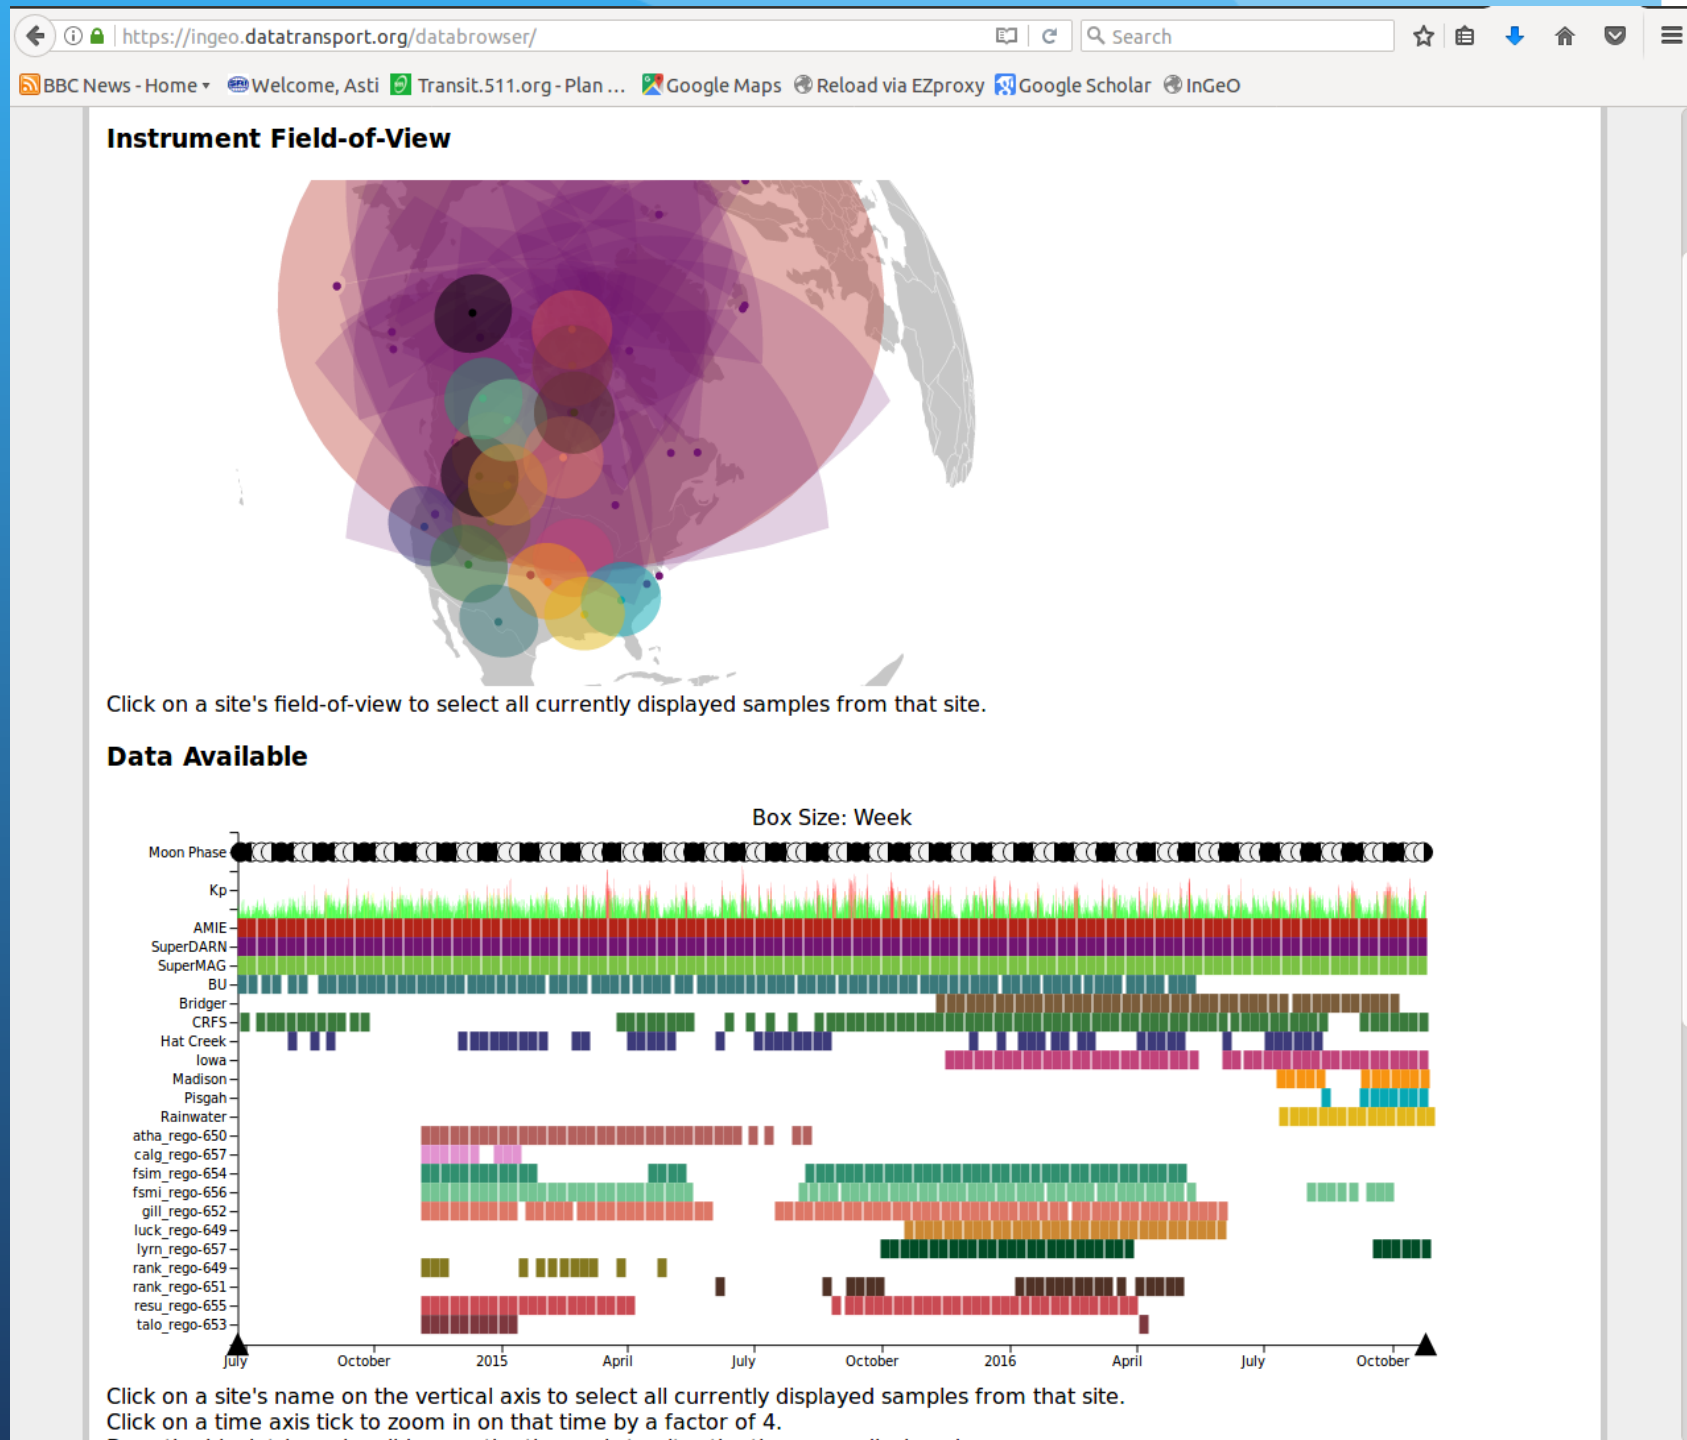 https://ingeo.datatransport.org/databrowser/
Search
BBC News - Home
SRI Welcome, Asti
Transit.511.org - Plan ...
Google Maps
Reload via EZproxy
Google Scholar
InGeO
Instrument Field-of-View
Click on a site's field-of-view to select all currently displayed samples from that site.
Data Available
Box Size: Week
Moon Phase
Kp
AMIE
SuperDARN
SuperMAG
BU
Bridger
CRFS
Hat Creek
Iowa
Madison
Pisgah
Rainwater
atha_rego-650
calg_rego-657
fsim_rego-654
fsmi_rego-656
gill_rego-652
luck_rego-649
lyrn_rego-657
rank_rego-649
rank_rego-651
resu_rego-655
talo_rego-653
July October 2015 April July October 2016 April July October
Click on a site's name on the vertical axis to select all currently displayed samples from that site.
Click on a time axis tick to zoom in on that time by a factor of 4.